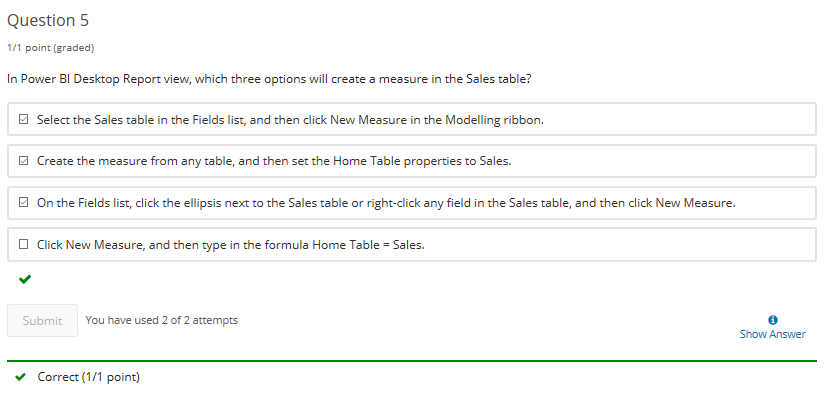 Question 5
1/1 point (graded)
In Power BI Desktop Report view, which three options will create a measure in the Sales table?
Select the Sales table in the Fields list, and then click New Measure in the Modelling ribbon.
Create the measure from any table, and then set the Home Table properties to Sales.
On the Fields list, click the ellipsis next to the Sales table or right-click any field in the Sales table, and then click New Measure.
Click New Measure, and then type in the formula Home Table = Sales.
Submit You have used 2 of 2 attempts
Show Answer
Correct (1/1 point)